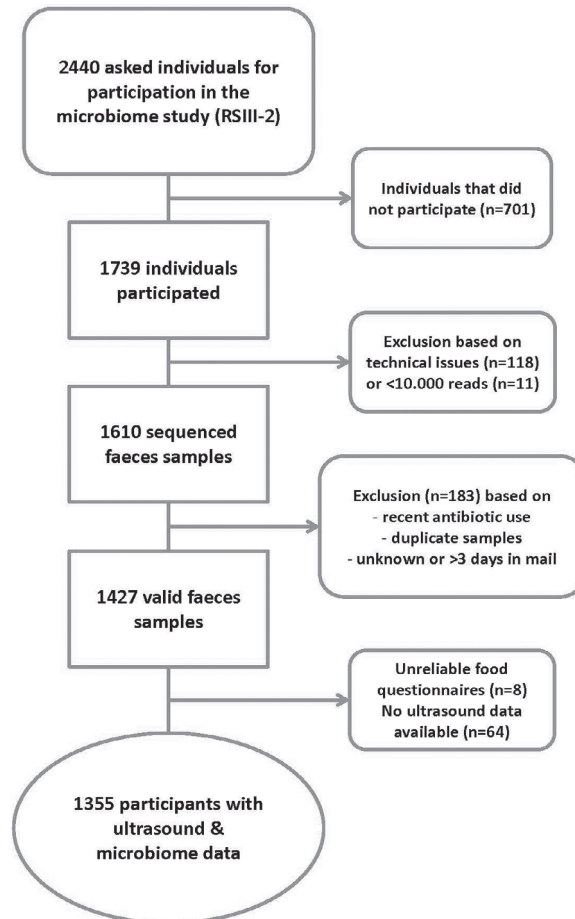 2440 asked individuals for
participation in the
microbiome study (RSIII-2)
Individuals that did
not participate (n=701)
1739 individuals
participated
Exclusion based on
technical issues (n=118)
or <10.000 reads (n=11)
1610 sequenced
faeces samples
Exclusion (n=183) based on
- recent antibiotic use
- duplicate samples
- unknown or >3 days in mail
1427 valid faeces
samples
Unreliable food
questionnaires (n=8)
No ultrasound data
available (n=64)
1355 participants with
ultrasound &
microbiome data